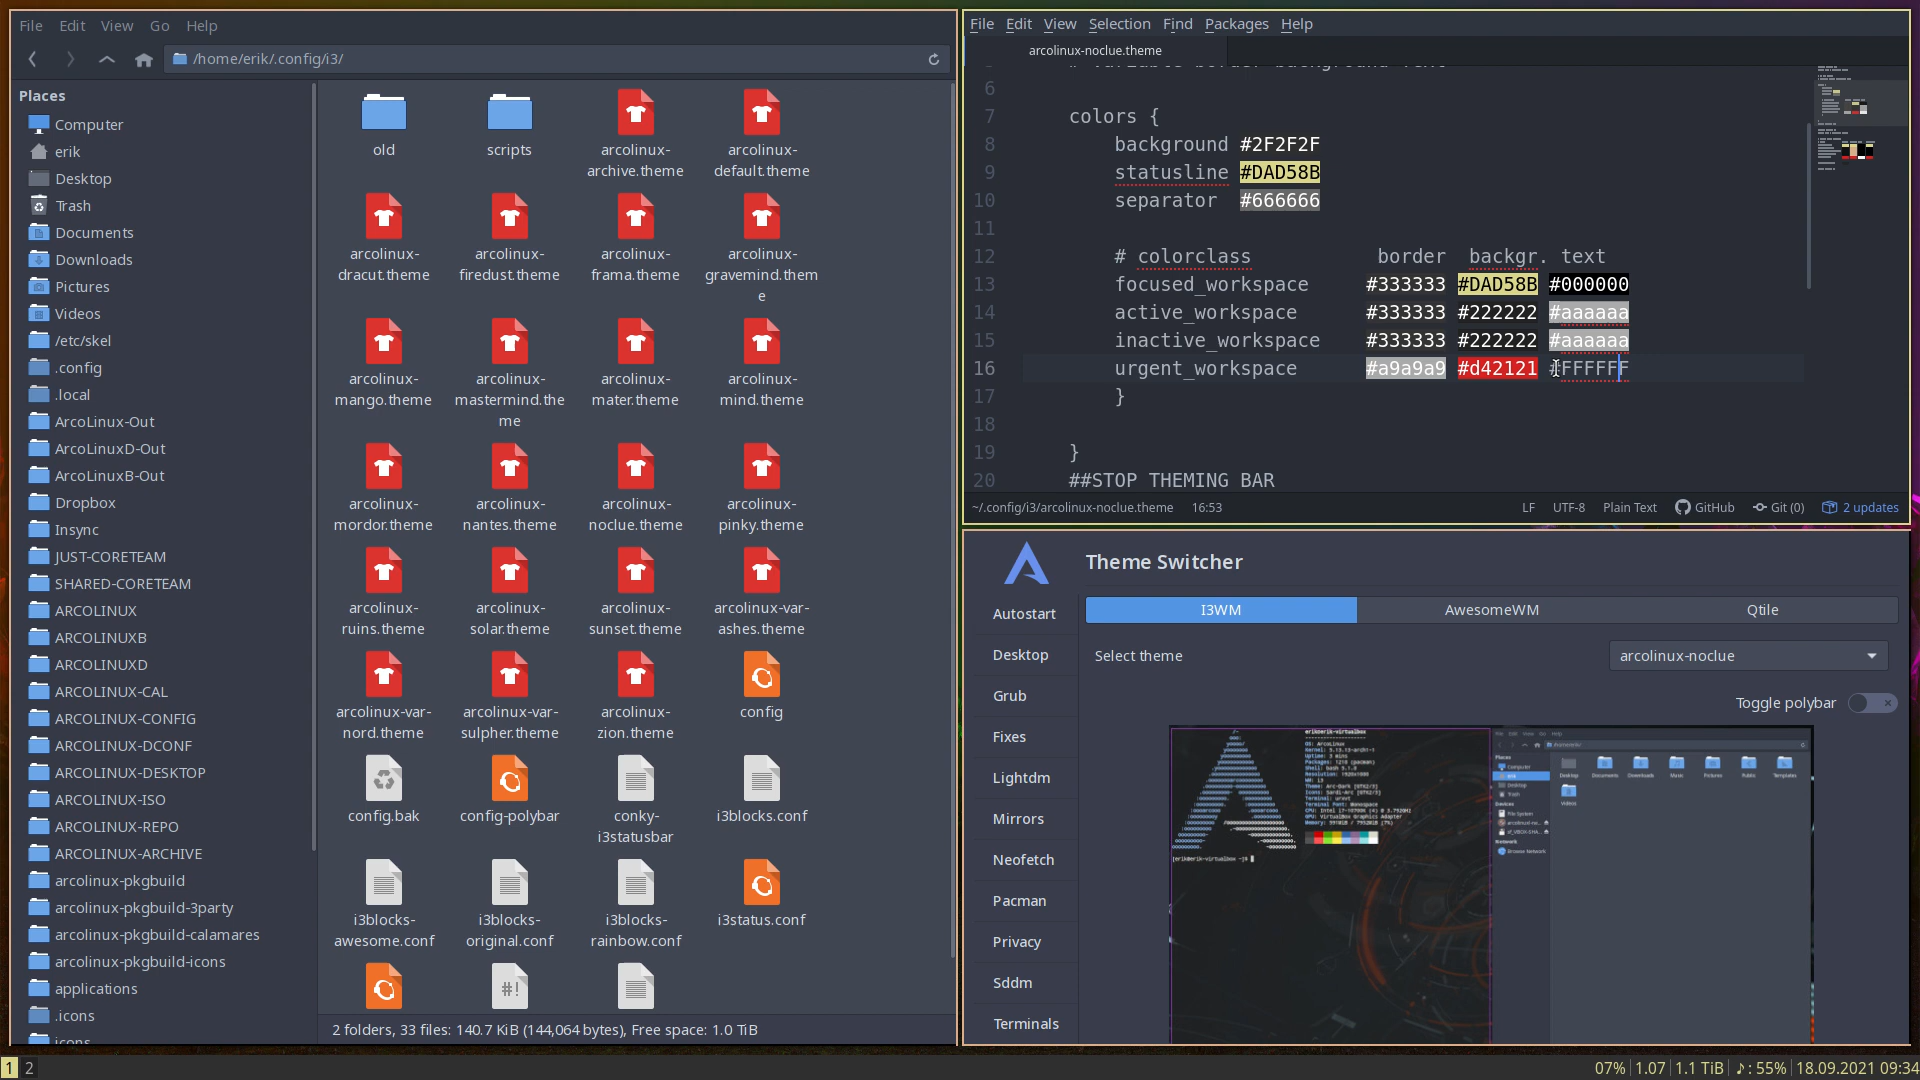 File Edit View Go Help
/home/erik/.config/i3/
Places
Computer
erik
Desktop
Trash
Documents
Downloads
Pictures
Videos
/etc/skel
.config
.local
ArcoLinux-Out
ArcoLinuxD-Out
ArcoLinuxB-Out
Dropbox
Insync
JUST-CORETEAM
SHARED-CORETEAM
ARCOLINUX
ARCOLINUXB
ARCOLINUXD
ARCOLINUX-CAL
ARCOLINUX-CONFIG
ARCOLINUX-DCONF
ARCOLINUX-DESKTOP
ARCOLINUX-ISO
ARCOLINUX-REPO
ARCOLINUX-ARCHIVE
arcolinux-pkgbuild
arcolinux-pkgbuild-3party
arcolinux-pkgbuild-calamares
arcolinux-pkgbuild-icons
applications
.icons
icons
old
scripts
arcolinux-
archive.theme
arcolinux-
default.theme
arcolinux-
dracut.theme
arcolinux-
firedust.theme
arcolinux-
frama.theme
arcolinux-
gravemind.them
e
arcolinux-
mango.theme
arcolinux-
mastermind.the
me
arcolinux-
mater.theme
arcolinux-
mind.theme
arcolinux-
mordor.theme
arcolinux-
nantes.theme
arcolinux-
noclue.theme
arcolinux-
pinky.theme
arcolinux-
ruins.theme
arcolinux-
solar.theme
arcolinux-
sunset.theme
arcolinux-var-
ashes.theme
arcolinux-var-
nord.theme
arcolinux-var-
sulpher.theme
arcolinux-
zion.theme
config
config.bak
config-polybar
conky-
i3statusbar
i3blocks.conf
i3blocks-
awesome.conf
i3blocks-
original.conf
i3blocks-
rainbow.conf
i3status.conf
#!
2 folders, 33 files: 140.7 KiB (144,064 bytes), Free space: 1.0 TiB
File Edit View Selection Find Packages Help
arcolinux-noclue.theme
6
7 colors {
8 background #2F2F2F
9 statusline #DAD58B
10 separator #666666
11
12 # colorclass border backgr. text
13 focused_workspace #333333 #DAD58B #000000
14 active_workspace #333333 #222222 #aaaaaa
15 inactive_workspace #333333 #222222 #aaaaaa
16 urgent_workspace #a9a9a9 #d42121 #FFFFFF
17 }
18
19 }
20 ##STOP THEMING BAR
~/.config/i3/arcolinux-noclue.theme 16:53 LF UTF-8 Plain Text GitHub Git (0) 2 updates
Theme Switcher
Autostart
Desktop
Grub
Fixes
Lightdm
Mirrors
Neofetch
Pacman
Privacy
Sddm
Terminals
I3WM AwesomeWM Qtile
Select theme arcolinux-noclue
Toggle polybar
1 2 07% 1.07 1.1 TiB ♪: 55% 18.09.2021 09:34